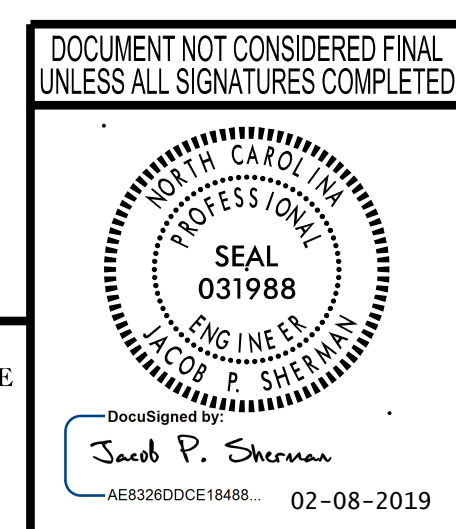 DOCUMENT NOT CONSIDERED FINAL
UNLESS ALL SIGNATURES COMPLETED
NORTH CAROLINA
PROFESSIONAL
SEAL
031988
ENGINEER
JACOB P. SHERMAN
E
DocuSigned by:
Jacob P. Sherman
AE8326DDCE18488...
02-08-2019